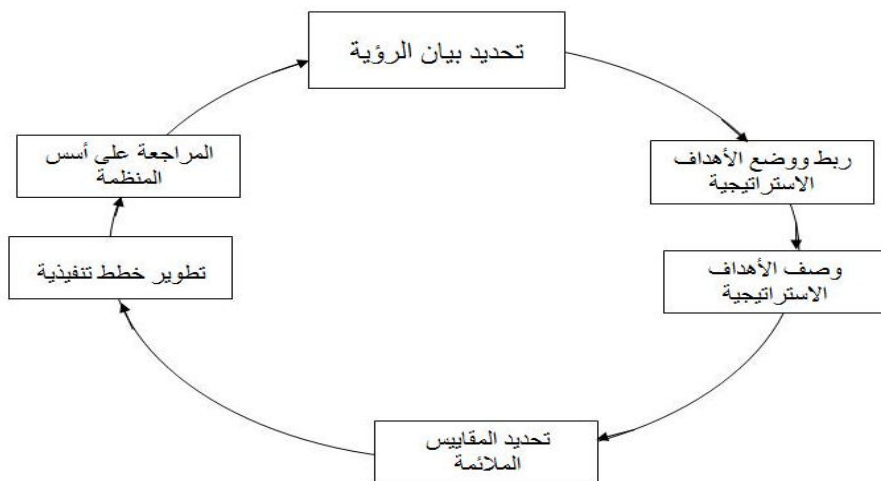 تحديد بيان الرؤية
ربط ووضع الأهداف
الاستراتيجية
وصف الأهداف
الاستراتيجية
تحديد المقاييس
الملائمة
تطوير خطط تنفيذية
المراجعة على أسس
المنظمة